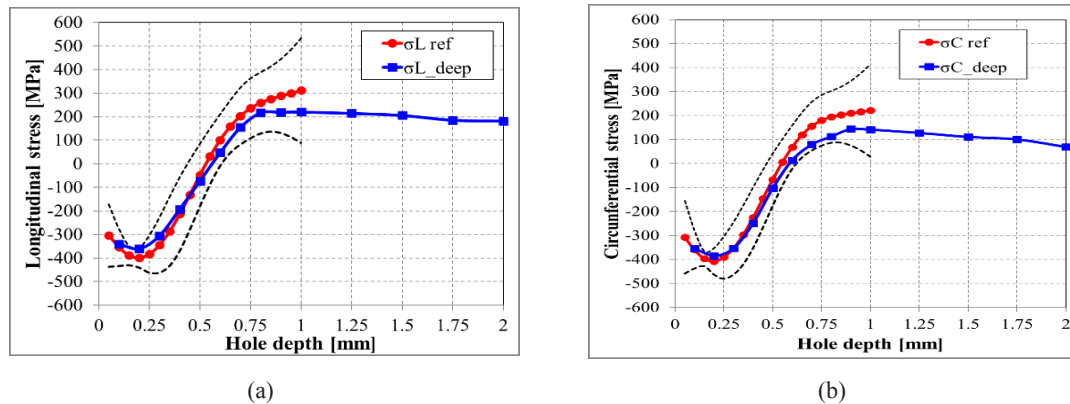 600
500
400
300
200
100
0
-100
-200
-300
-400
-500
-600
Longitudinal stress [MPa]
σL ref
σL_deep
0 0.25 0.5 0.75 1 1.25 1.5 1.75 2
Hole depth [mm]
(a)
600
500
400
300
200
100
0
-100
-200
-300
-400
-500
-600
Circunferential stress [MPa]
σC ref
σC_deep
0 0.25 0.5 0.75 1 1.25 1.5 1.75 2
Hole depth [mm]
(b)